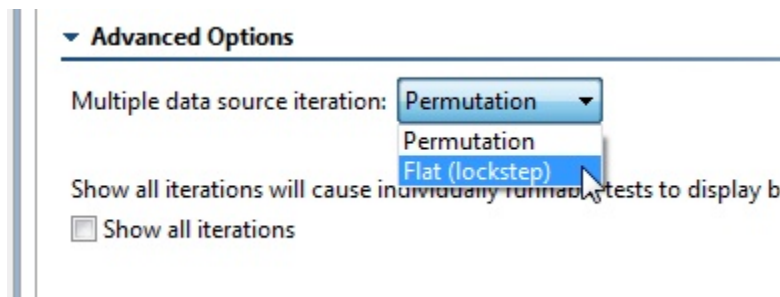 Advanced Options
Multiple data source iteration: Permutation
Permutation
Flat (lockstep)
Show all iterations will cause individually runnable tests to display b
Show all iterations